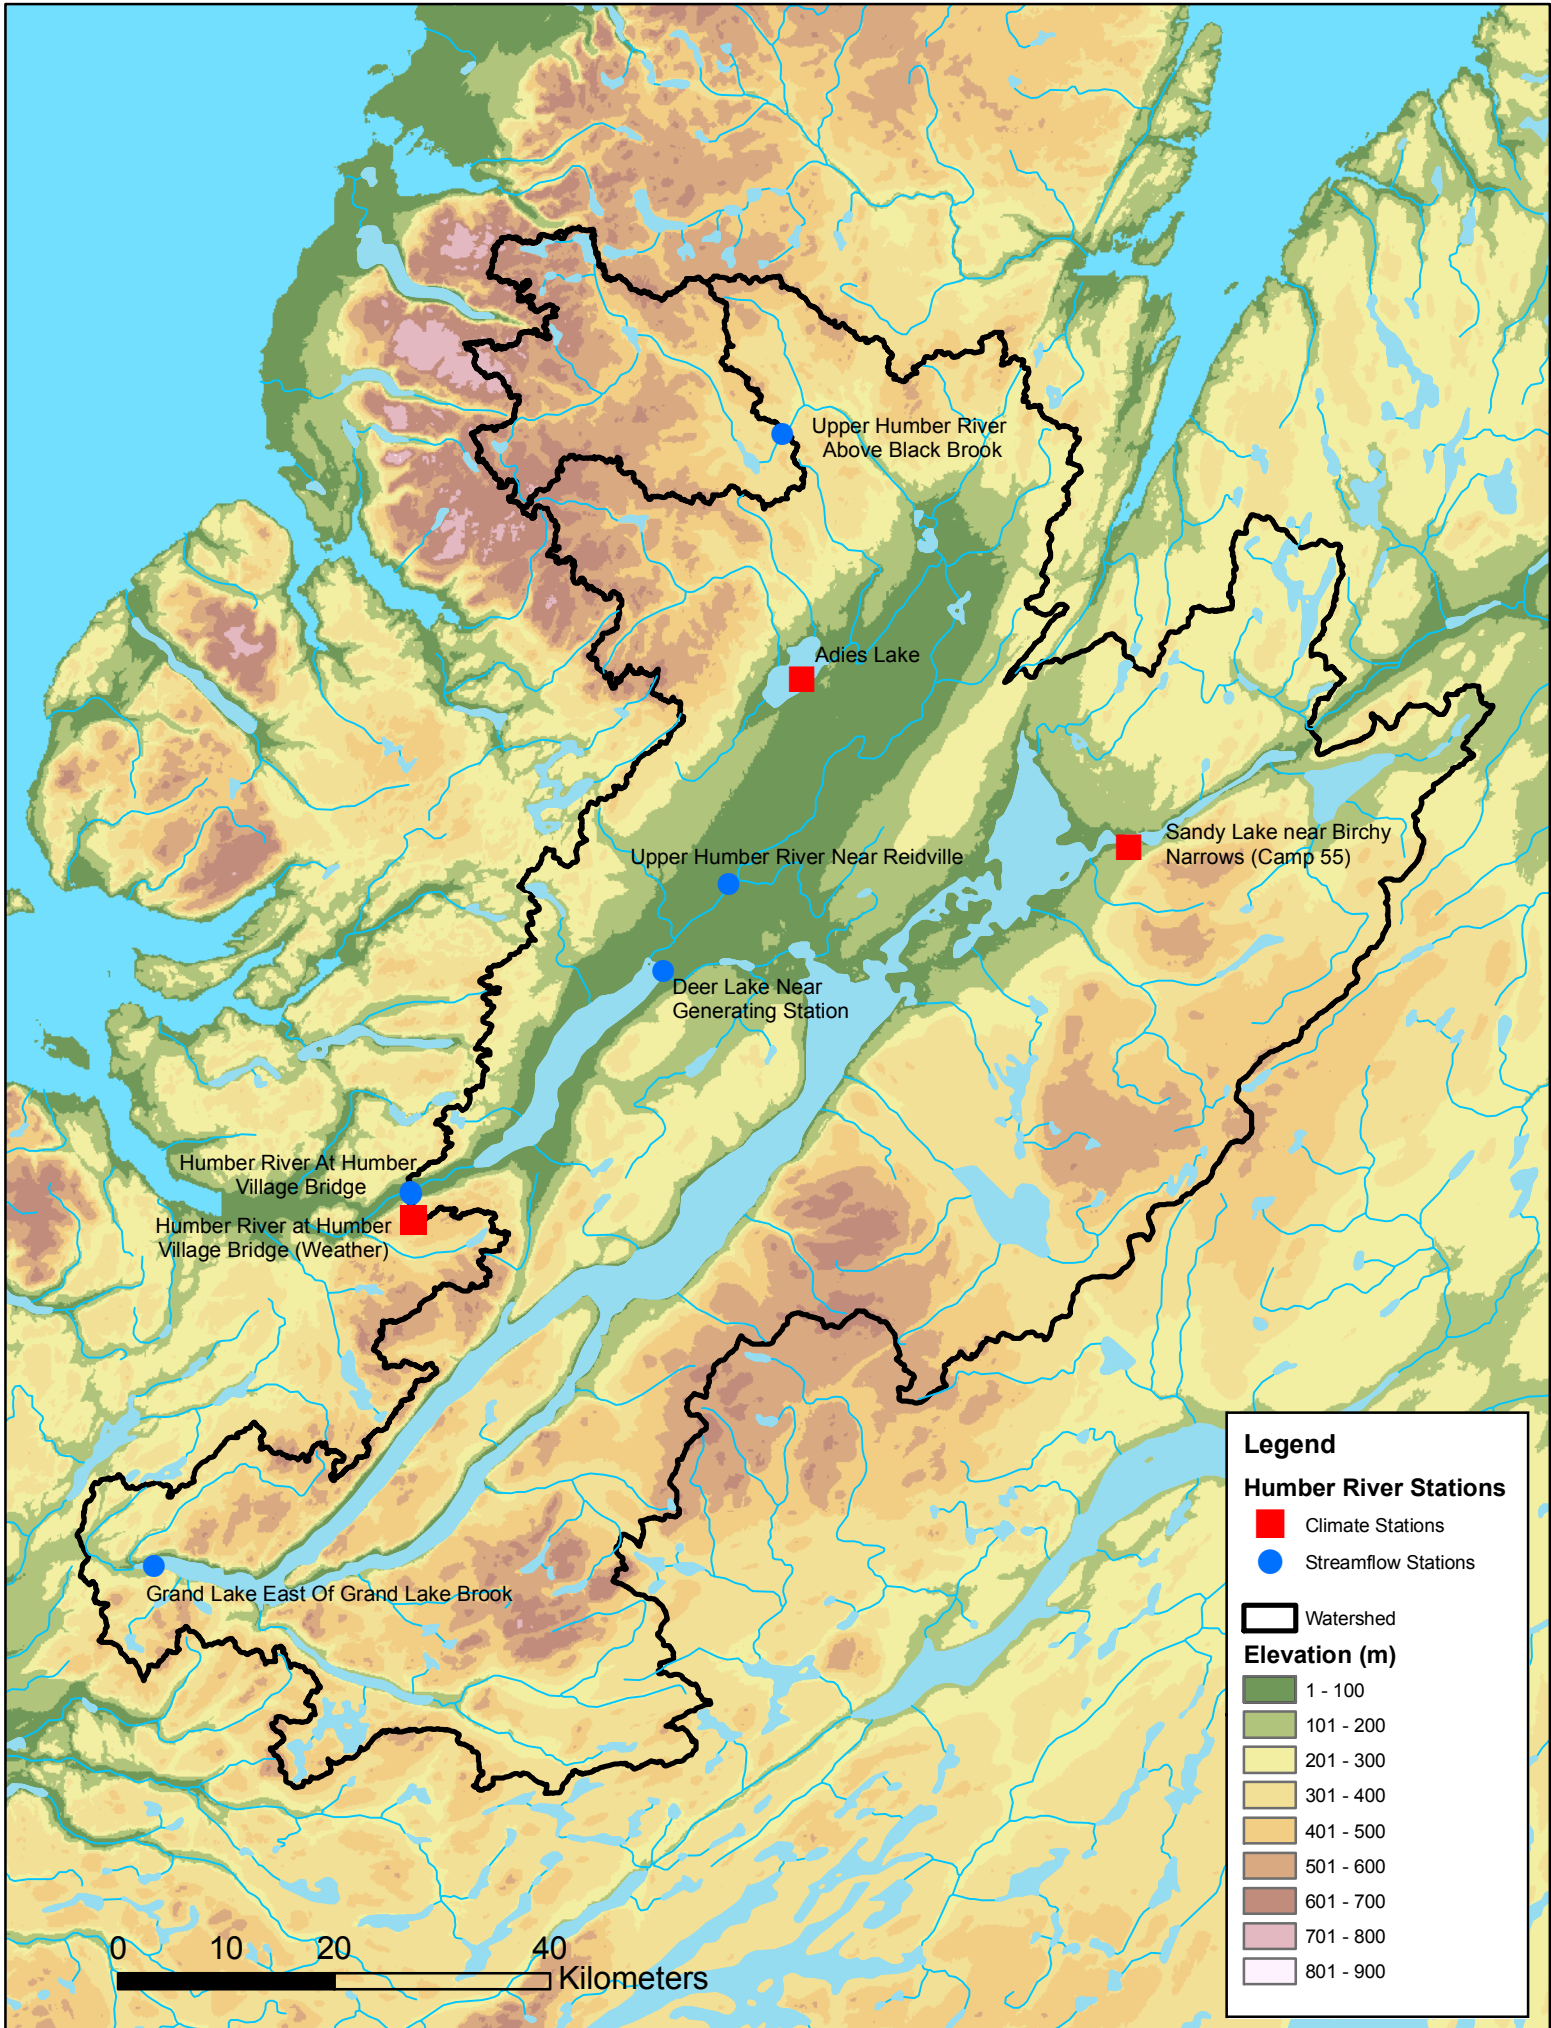 Upper Humber River
Above Black Brook
Adies Lake
Sandy Lake near Birchy
Narrows (Camp 55)
Upper Humber River Near Reidville
Deer Lake Near
Generating Station
Humber River At Humber
Village Bridge
Humber River at Humber
Village Bridge (Weather)
Grand Lake East Of Grand Lake Brook
Legend
Humber River Stations
Climate Stations
Streamflow Stations
Watershed
Elevation (m)
1 - 100
101 - 200
201 - 300
301 - 400
401 - 500
501 - 600
601 - 700
701 - 800
801 - 900
0 10 20 40
Kilometers